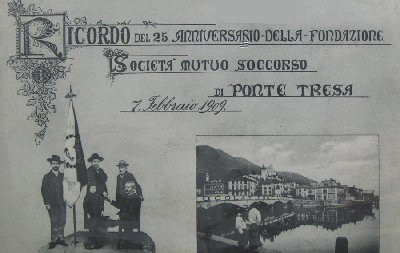 RICORDO DEL 25 ANNIVERSARIO DELLA FONDAZIONE
SOCIETÀ MUTUO SOCCORSO
DI PONTE TRESA
7. Febbraio 1909.